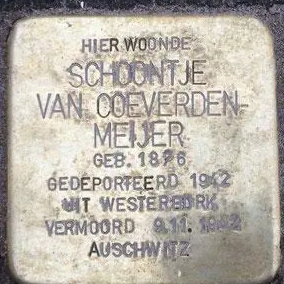 HIER WOONDE
SCHOONTJE
VAN COEVERDEN-
MEIJER
GEB. 1876
GEDEPORTEERD 1942
UIT WESTERBORK
VERMOORD 9.11.1942
AUSCHWITZ